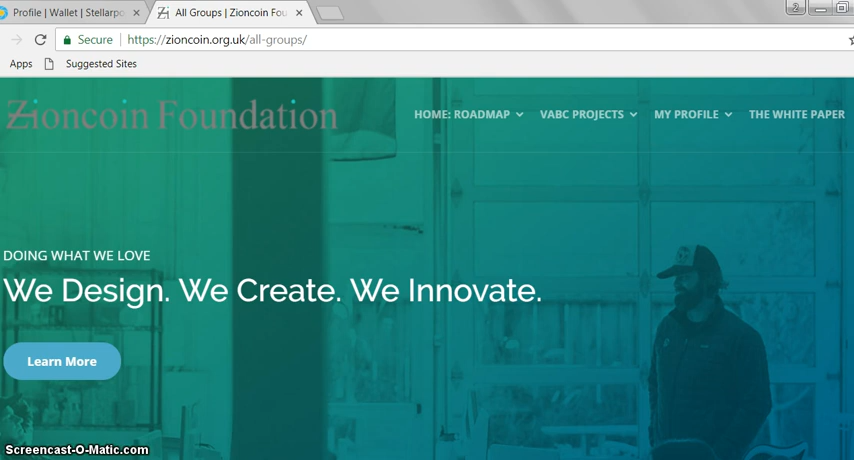 Profile | Wallet | Stellarpo
All Groups | Zioncoin Fou
2
Secure
https://zioncoin.org.uk/all-groups/
Apps
Suggested Sites
Zioncoin Foundation
HOME: ROADMAP
VABC PROJECTS
MY PROFILE
THE WHITE PAPER
DOING WHAT WE LOVE
We Design. We Create. We Innovate.
Learn More
Screencast-O-Matic.com